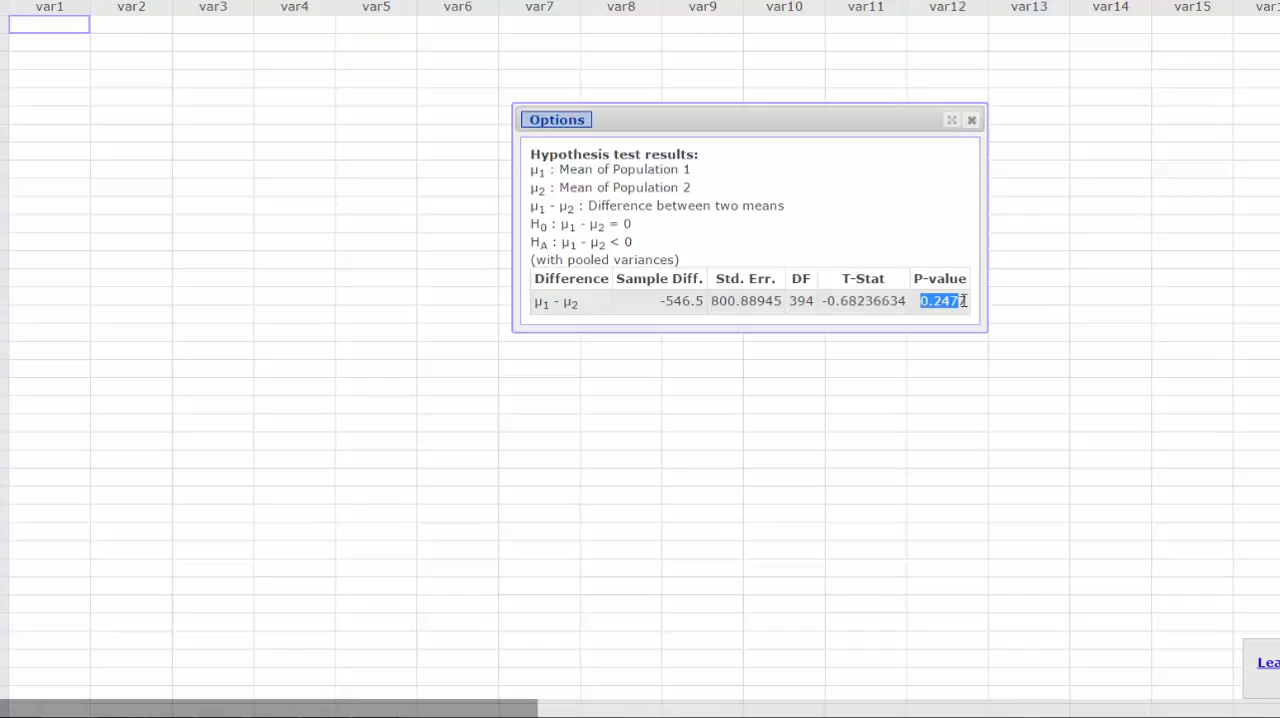 var1 var2 var3 var4 var5 var6 var7 var8 var9 var10 var11 var12 var13 var14 var15
Options
Hypothesis test results:
μ1 : Mean of Population 1
μ2 : Mean of Population 2
μ1 - μ2 : Difference between two means
H0 : μ1 - μ2 = 0
HA : μ1 - μ2 < 0
(with pooled variances)
Difference Sample Diff. Std. Err. DF T-Stat P-value
μ1 - μ2 -546.5 800.88945 394 -0.68236634 0.2477